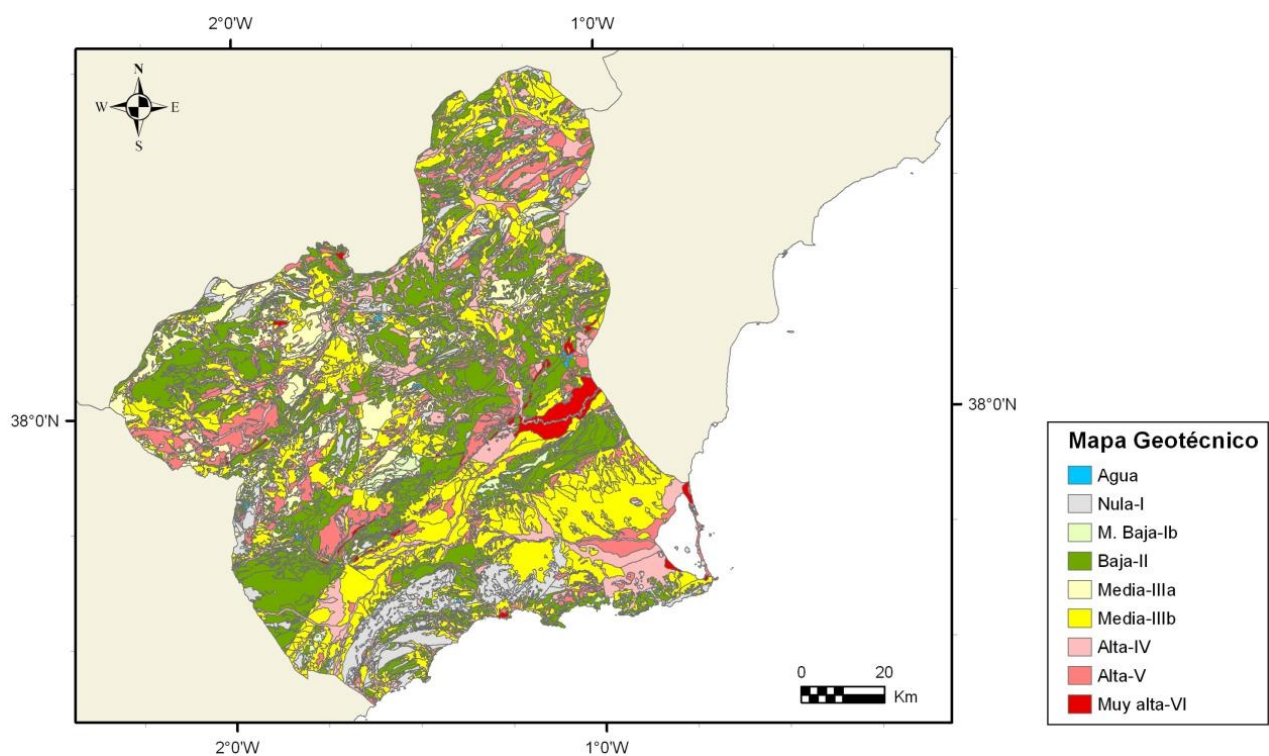 2°0'W 1°0'W
N
W E
S
38°0'N 38°0'N
Mapa Geotécnico
Agua
Nula-I
M. Baja-Ib
Baja-II
Media-IIIa
Media-IIIb
Alta-IV
Alta-V
Muy alta-VI
0 20
Km
2°0'W 1°0'W